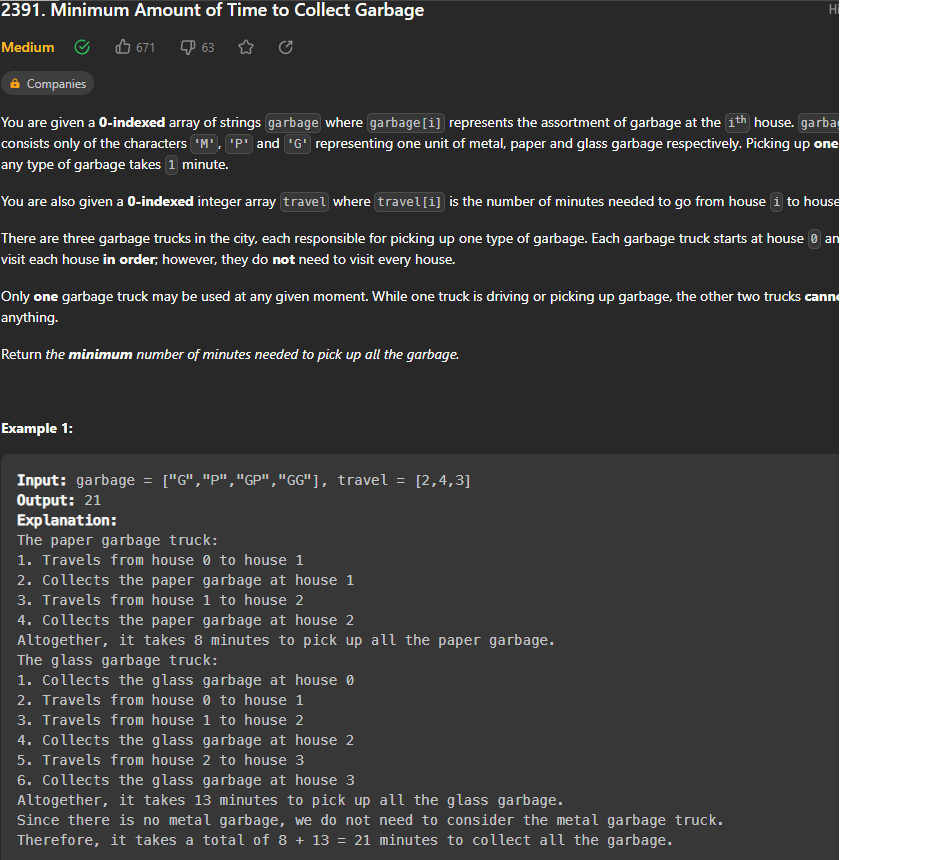 2391. Minimum Amount of Time to Collect Garbage
Hi
Medium 671 63
Companies
You are given a 0-indexed array of strings garbage where garbage[i] represents the assortment of garbage at the ith house. garba
consists only of the characters 'M', 'P' and 'G' representing one unit of metal, paper and glass garbage respectively. Picking up one
any type of garbage takes 1 minute.
You are also given a 0-indexed integer array travel where travel[i] is the number of minutes needed to go from house i to house
There are three garbage trucks in the city, each responsible for picking up one type of garbage. Each garbage truck starts at house 0 an
visit each house in order; however, they do not need to visit every house.
Only one garbage truck may be used at any given moment. While one truck is driving or picking up garbage, the other two trucks cann
anything.
Return the minimum number of minutes needed to pick up all the garbage.
Example 1:
Input: garbage = ["G","P","GP","GG"], travel = [2,4,3]
Output: 21
Explanation:
The paper garbage truck:
1. Travels from house 0 to house 1
2. Collects the paper garbage at house 1
3. Travels from house 1 to house 2
4. Collects the paper garbage at house 2
Altogether, it takes 8 minutes to pick up all the paper garbage.
The glass garbage truck:
1. Collects the glass garbage at house 0
2. Travels from house 0 to house 1
3. Travels from house 1 to house 2
4. Collects the glass garbage at house 2
5. Travels from house 2 to house 3
6. Collects the glass garbage at house 3
Altogether, it takes 13 minutes to pick up all the glass garbage.
Since there is no metal garbage, we do not need to consider the metal garbage truck.
Therefore, it takes a total of 8 + 13 = 21 minutes to collect all the garbage.